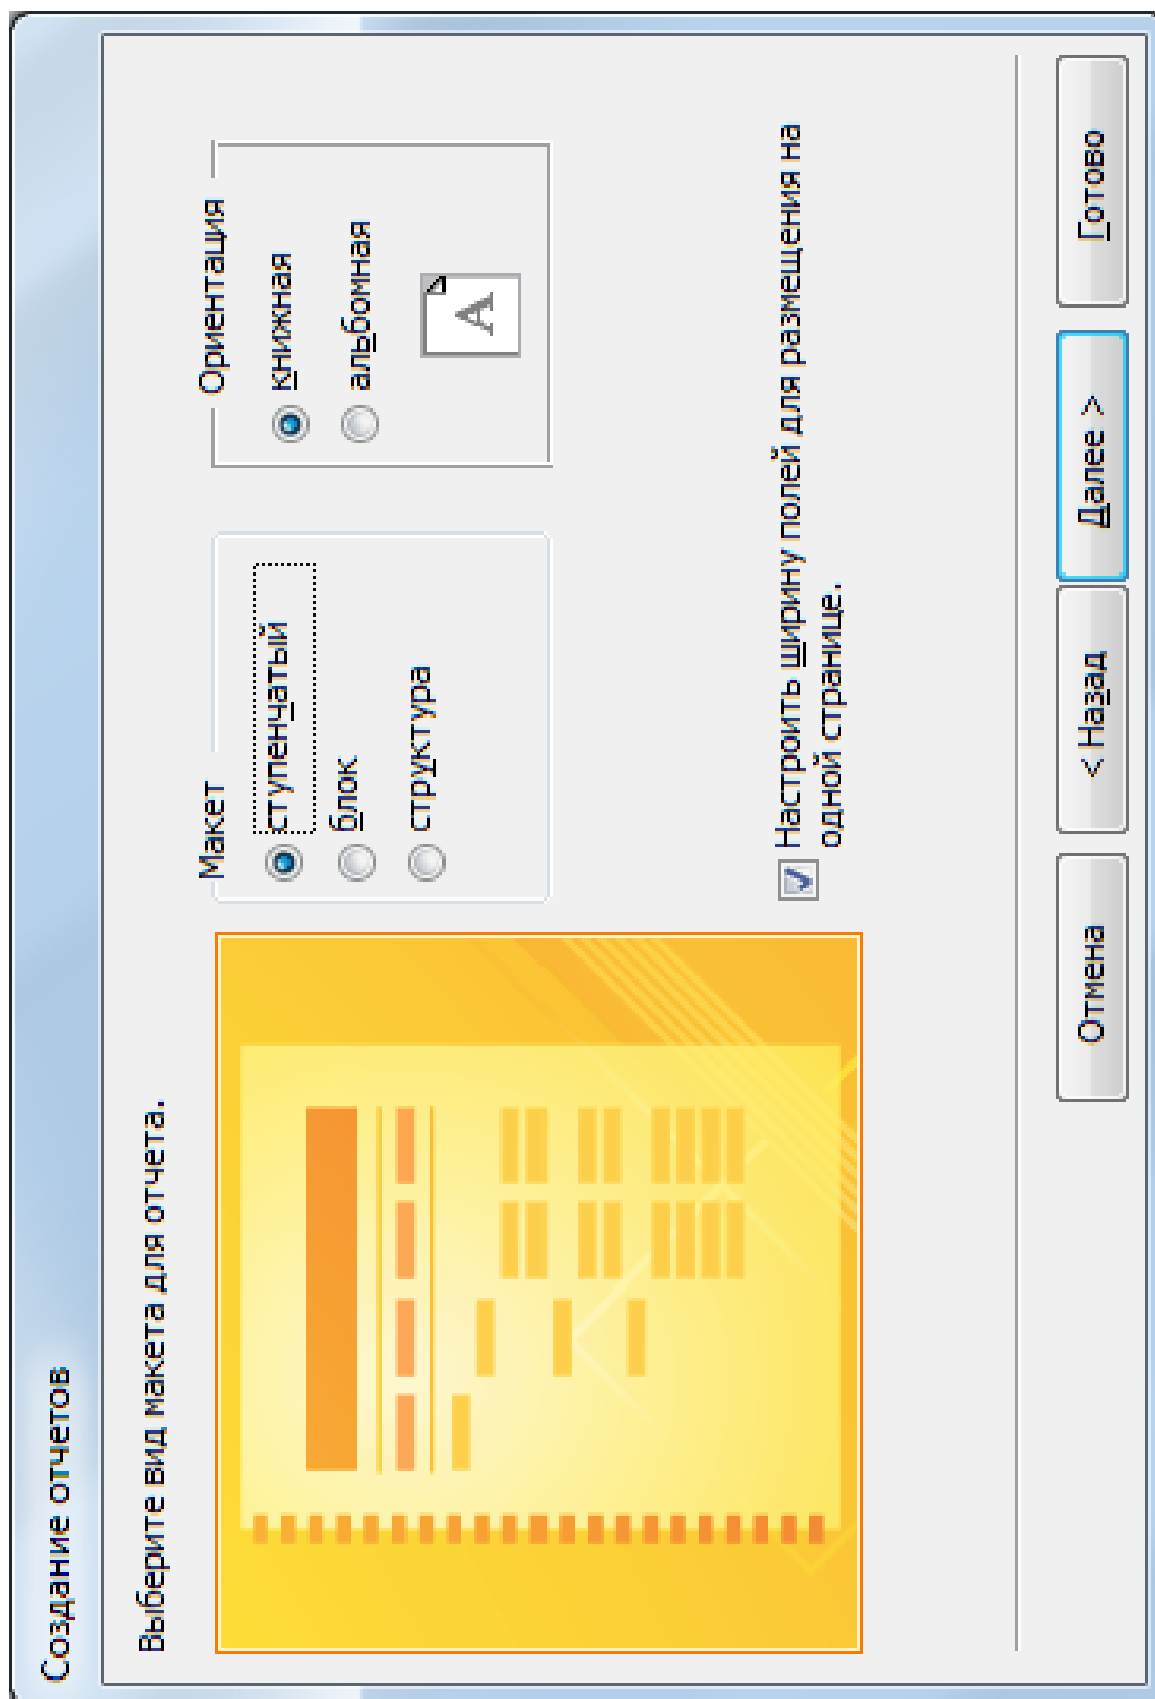 Создание отчетов
Выберите вид макета для отчета.
Макет
ступенчатый
блок
структура
Ориентация
книжная
альбомная
A
Настроить ширину полей для размещения на
одной странице.
Отмена
< Назад
Далее >
Готово